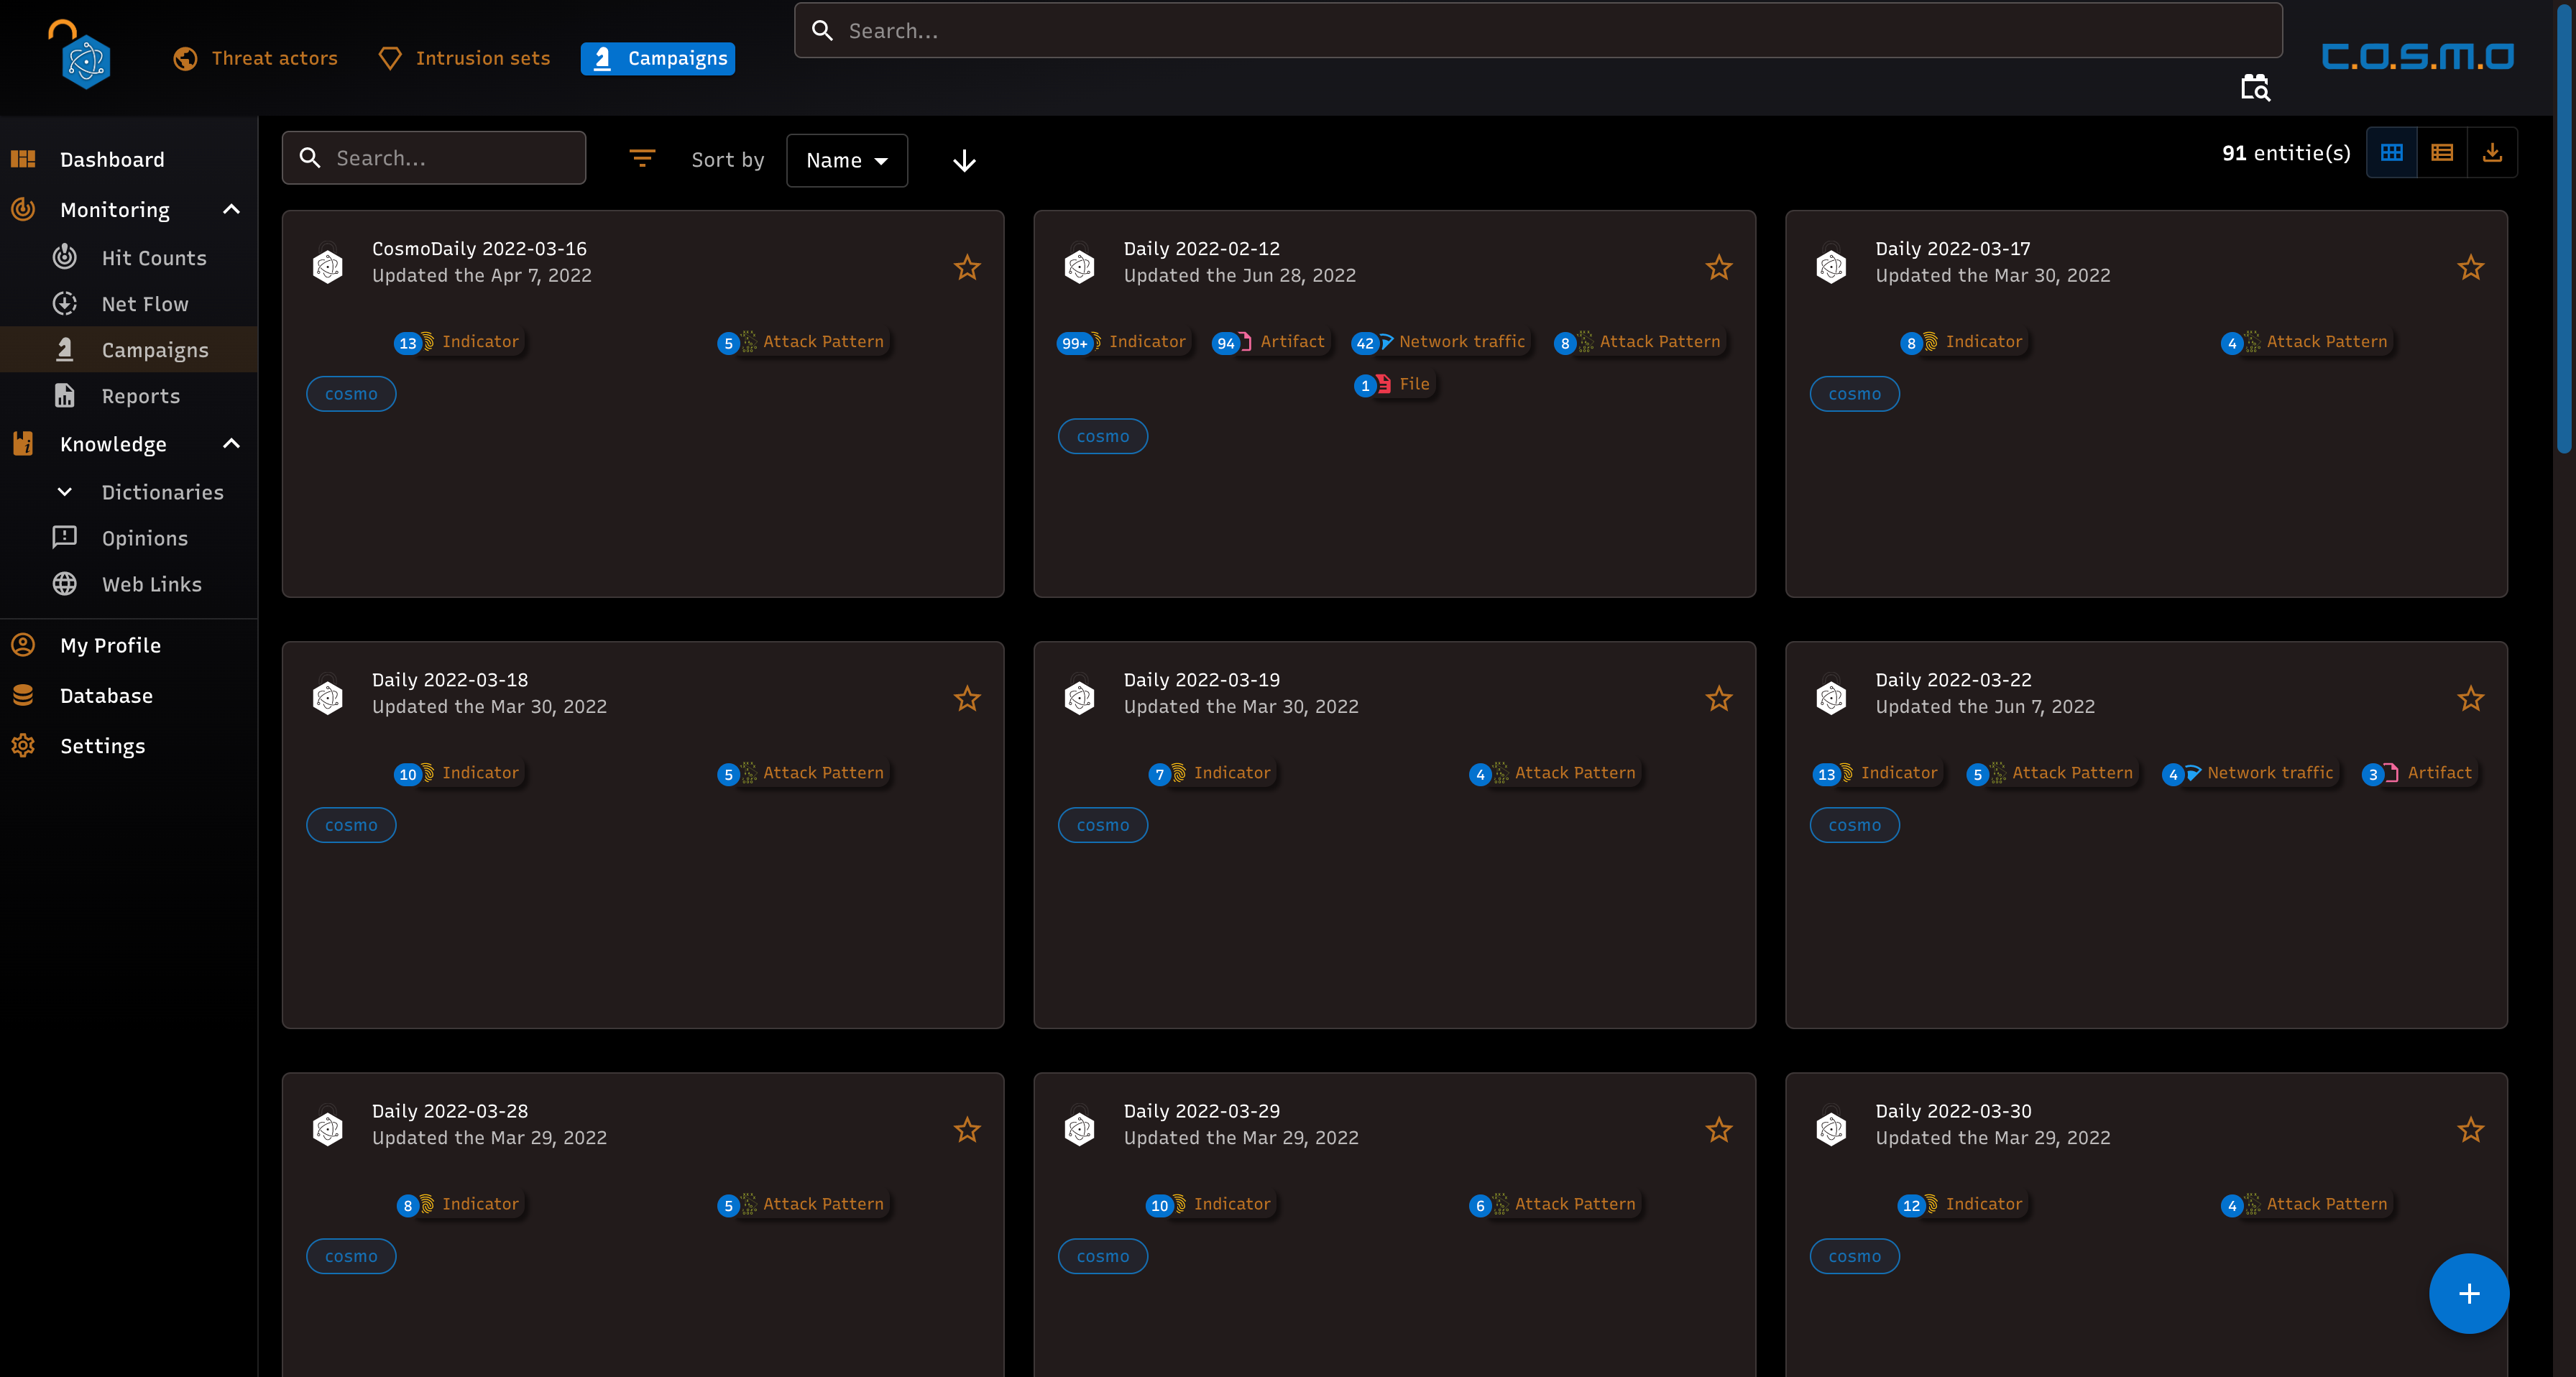 Threat actors
Intrusion sets
Campaigns
Search...
c.o.s.m.o
Dashboard
Monitoring
Hit Counts
Net Flow
Campaigns
Reports
Knowledge
Dictionaries
Opinions
Web Links
My Profile
Database
Settings
Search...
Sort by
Name
91 entitie(s)
CosmoDaily 2022-03-16
Updated the Apr 7, 2022
13 Indicator
5 Attack Pattern
cosmo
Daily 2022-02-12
Updated the Jun 28, 2022
99+ Indicator
94 Artifact
42 Network traffic
8 Attack Pattern
1 File
cosmo
Daily 2022-03-17
Updated the Mar 30, 2022
8 Indicator
4 Attack Pattern
cosmo
Daily 2022-03-18
Updated the Mar 30, 2022
10 Indicator
5 Attack Pattern
cosmo
Daily 2022-03-19
Updated the Mar 30, 2022
7 Indicator
4 Attack Pattern
cosmo
Daily 2022-03-22
Updated the Jun 7, 2022
13 Indicator
5 Attack Pattern
4 Network traffic
3 Artifact
cosmo
Daily 2022-03-28
Updated the Mar 29, 2022
8 Indicator
5 Attack Pattern
cosmo
Daily 2022-03-29
Updated the Mar 29, 2022
10 Indicator
6 Attack Pattern
cosmo
Daily 2022-03-30
Updated the Mar 29, 2022
12 Indicator
4 Attack Pattern
cosmo